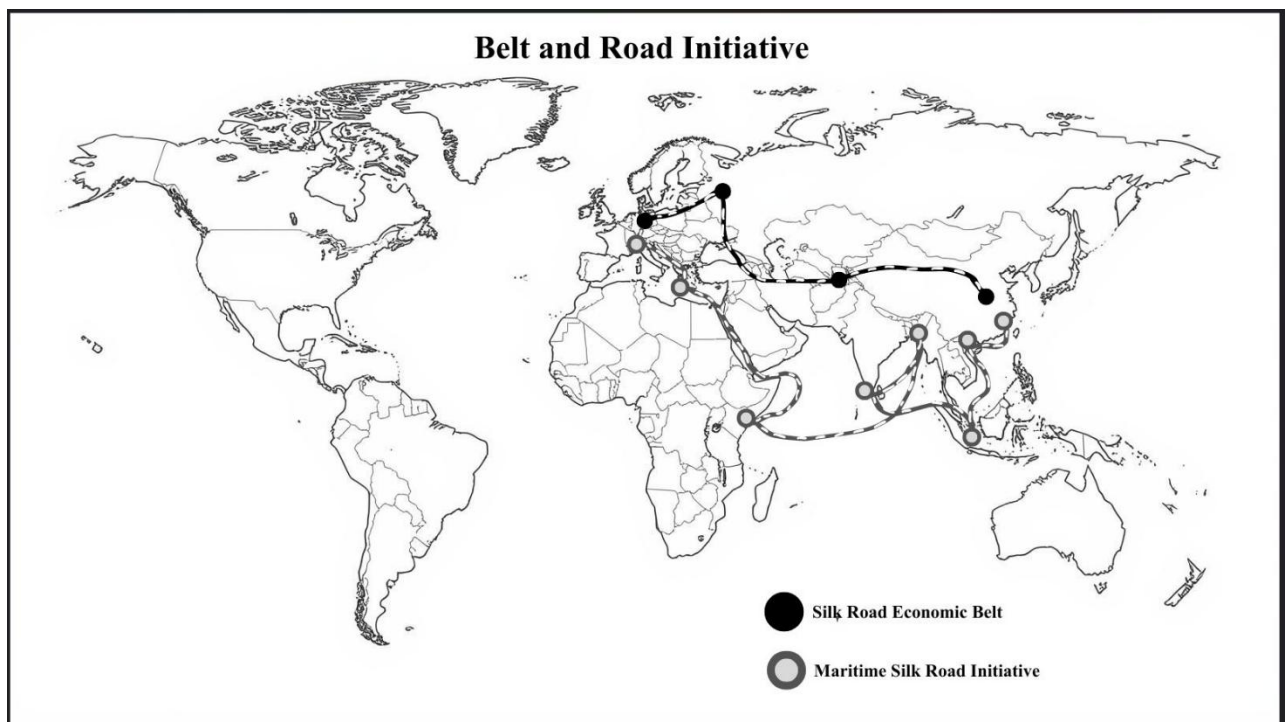 Belt and Road Initiative
Silk Road Economic Belt
Maritime Silk Road Initiative